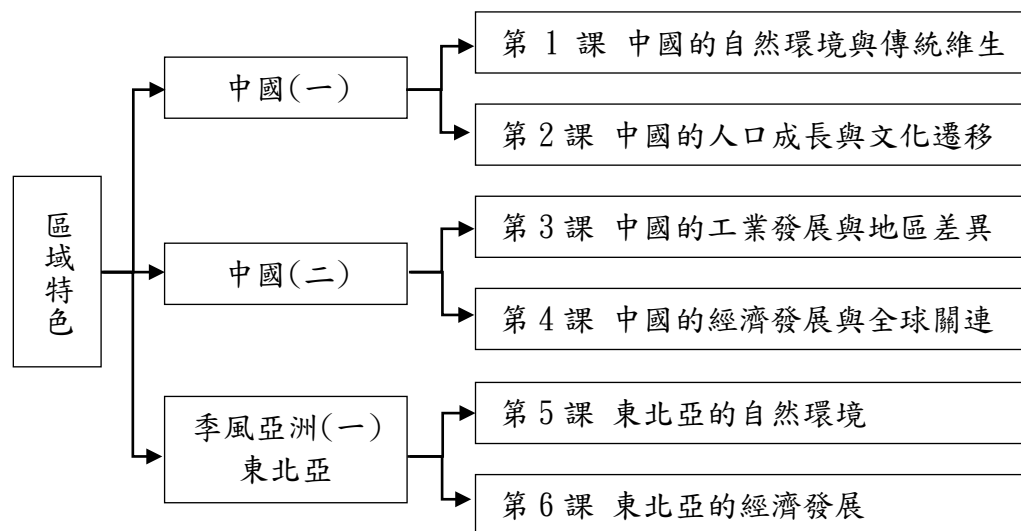 區域特色
中國(一)
第 1 課 中國的自然環境與傳統維生
第 2 課 中國的人口成長與文化遷移
中國(二)
第 3 課 中國的工業發展與地區差異
第 4 課 中國的經濟發展與全球關連
季風亞洲(一)
東北亞
第 5 課 東北亞的自然環境
第 6 課 東北亞的經濟發展